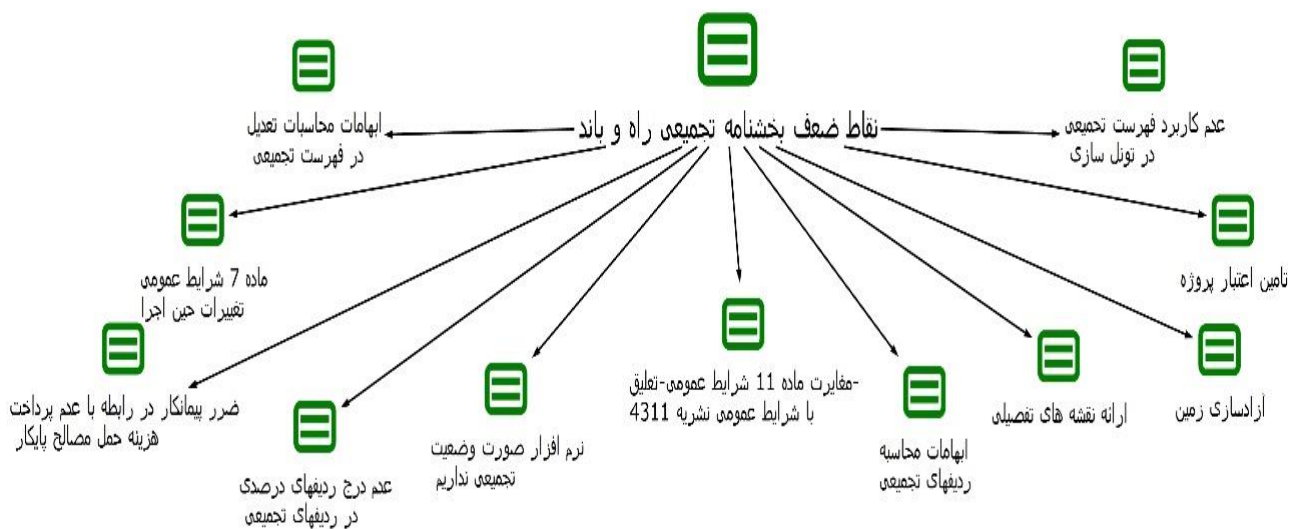 نقاط ضعف بخشنامه تجمیعی راه و باند
عدم کاربرد فهرست تجمیعی
در تونل سازی
تامین اعتبار پروژه
آزادسازی زمین
ارائه نقشه های تفصیلی
ابهامات محاسبه
ردیفهای تجمیعی
مغایرت ماده 11 شرایط عمومی-تعلیق-
با شرایط عمومی نشریه 4311
نرم افزار صورت وضعیت
تجمیعی نداریم
عدم درج ردیفهای درصدی
در ردیفهای تجمیعی
ضرر پیمانکار در رابطه با عدم پرداخت
هزینه حمل مصالح پایکار
ماده 7 شرایط عمومی
تغییرات حین اجرا
ابهامات محاسبات تعدیل
در فهرست تجمیعی